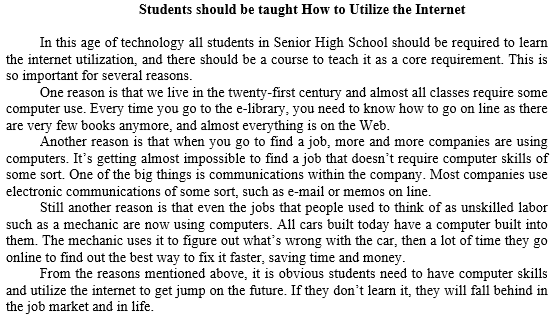 Students should be taught How to Utilize the Internet
In this age of technology all students in Senior High School should be required to learn
the internet utilization, and there should be a course to teach it as a core requirement. This is
so important for several reasons.
One reason is that we live in the twenty-first century and almost all classes require some
computer use. Every time you go to the e-library, you need to know how to go on line as there
are very few books anymore, and almost everything is on the Web.
Another reason is that when you go to find a job, more and more companies are using
computers. It's getting almost impossible to find a job that doesn't require computer skills of
some sort. One of the big things is communications within the company. Most companies use
electronic communications of some sort, such as e-mail or memos on line.
Still another reason is that even the jobs that people used to think of as unskilled labor
such as a mechanic are now using computers. All cars built today have a computer built into
them. The mechanic uses it to figure out what's wrong with the car, then a lot of time they go
online to find out the best way to fix it faster, saving time and money.
From the reasons mentioned above, it is obvious students need to have computer skills
and utilize the internet to get jump on the future. If they don't learn it, they will fall behind in
the job market and in life.